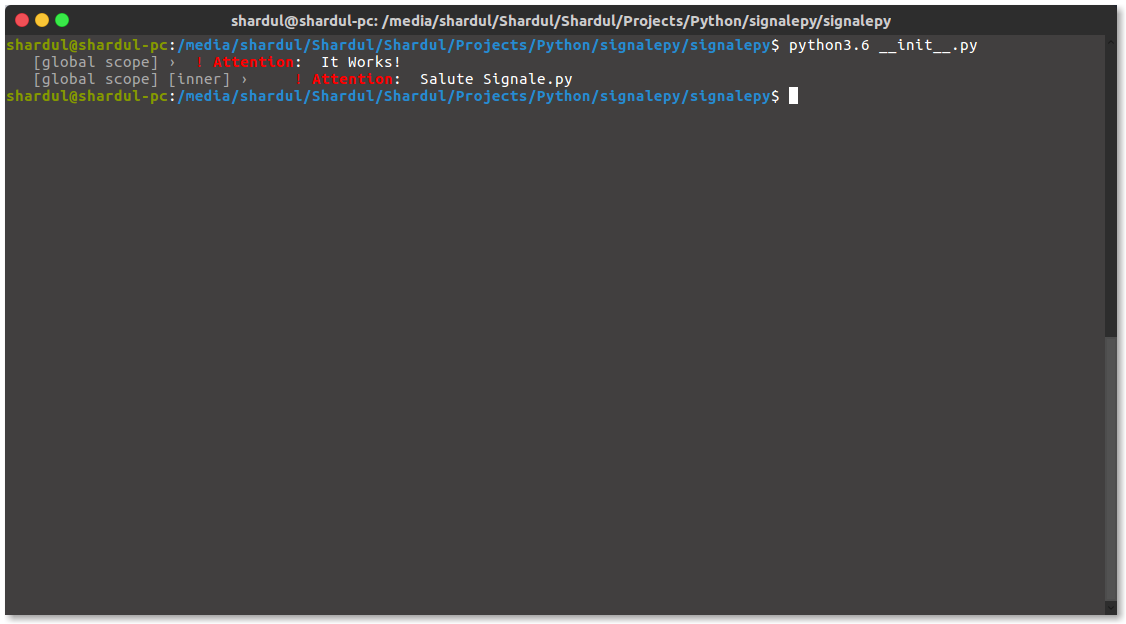 shardul@shardul-pc: /media/shardul/Shardul/Shardul/Projects/Python/signalepy/signalepy
shardul@shardul-pc:/media/shardul/Shardul/Shardul/Projects/Python/signalepy/signalepy$ python3.6 __init__.py
[global scope] › ! Attention: It Works!
[global scope] [inner] › ! Attention: Salute Signale.py
shardul@shardul-pc:/media/shardul/Shardul/Shardul/Projects/Python/signalepy/signalepy$